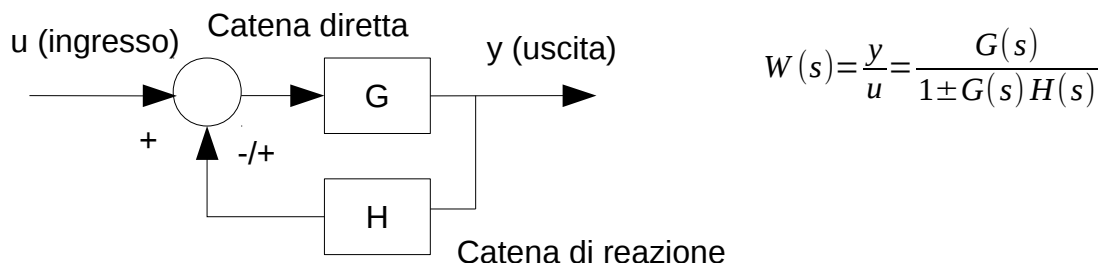 Catena diretta
u (ingresso)
y (uscita)
G
+
-/+
H
Catena di reazione
W(s)=y/u=G(s)/(1±G(s)H(s))